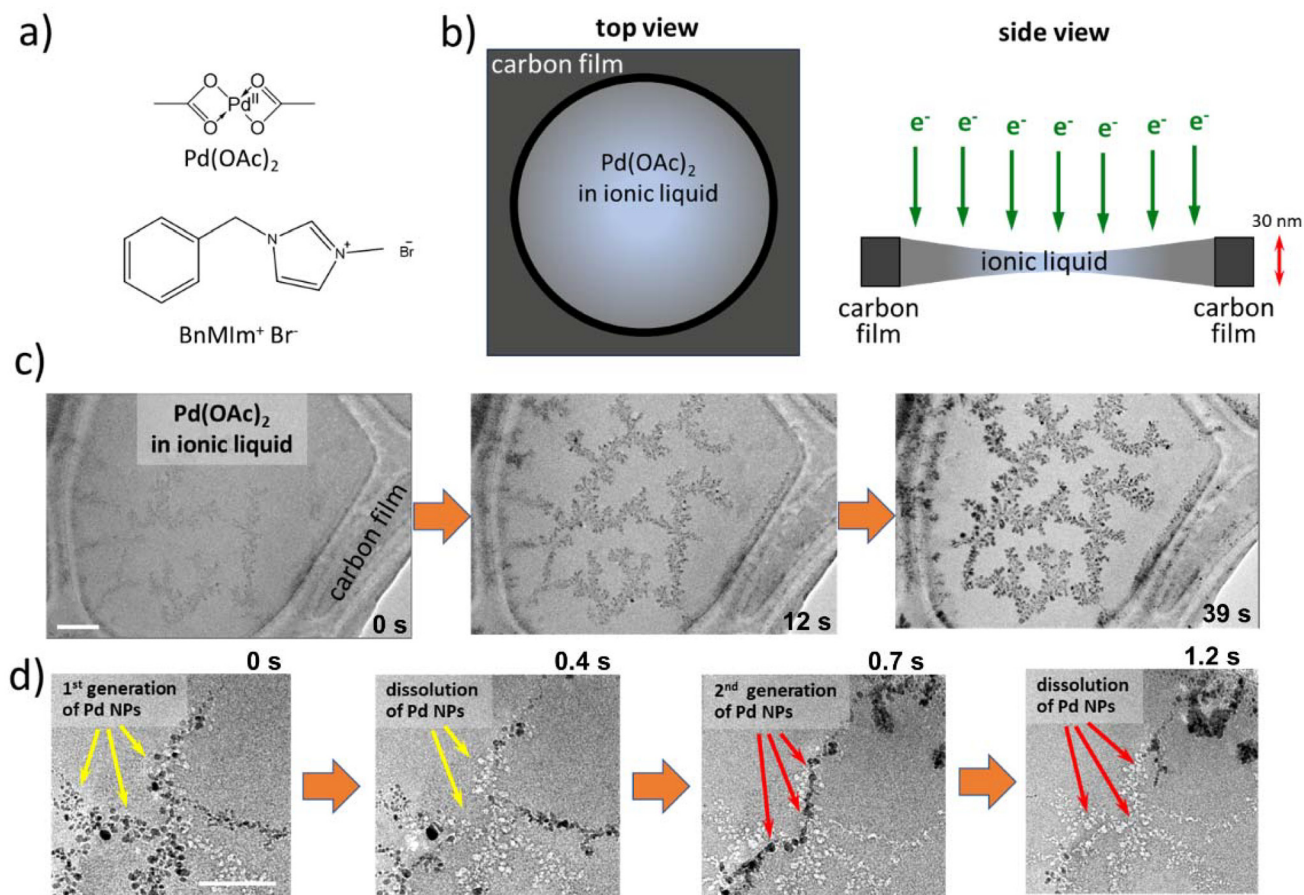 a)
O
O
Pd^II
O
O
Pd(OAc)₂
N
N
+
Br⁻
BnMIm⁺ Br⁻
b)
top view
carbon film
Pd(OAc)₂
in ionic liquid
side view
e⁻ e⁻ e⁻ e⁻ e⁻ e⁻ e⁻
30 nm
ionic liquid
carbon
film
carbon
film
c)
Pd(OAc)₂
in ionic liquid
carbon film
0 s
12 s
39 s
d)
0 s
1st generation
of Pd NPs
0.4 s
dissolution
of Pd NPs
0.7 s
2nd generation
of Pd NPs
1.2 s
dissolution
of Pd NPs